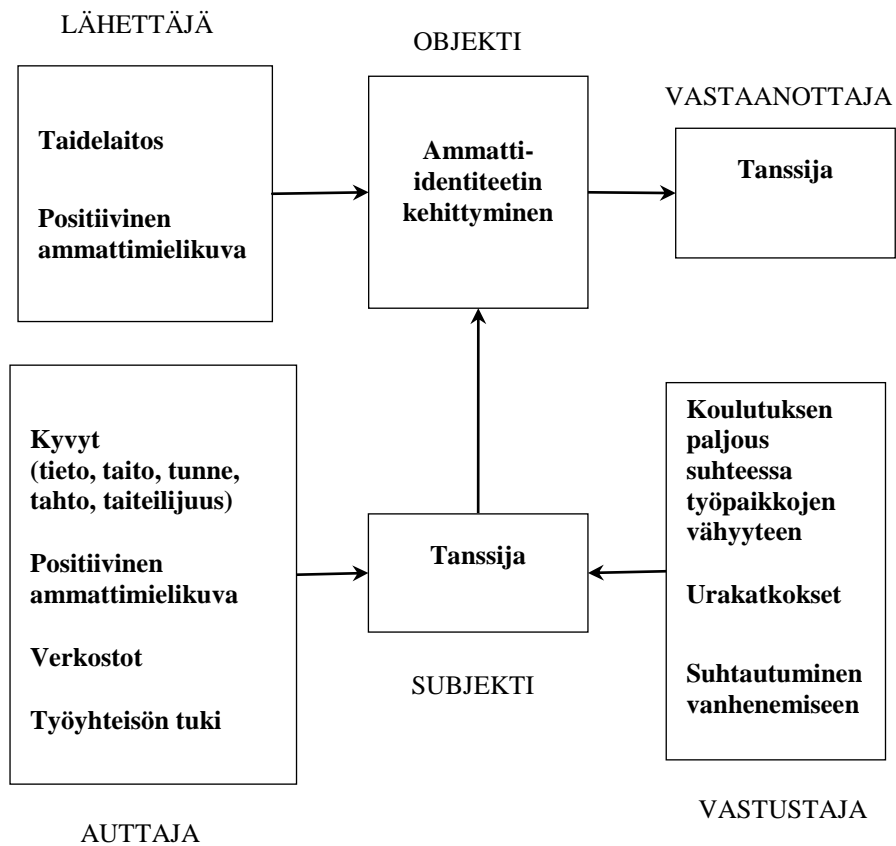 LÄHETTÄJÄ
Taidelaitos
Positiivinen
ammattimielikuva
OBJEKTI
Ammatti-
identiteetin
kehittyminen
VASTAANOTTAJA
Tanssija
Kyvyt
(tieto, taito, tunne,
tahto, taiteilijuus)
Positiivinen
ammattimielikuva
Verkostot
Työyhteisön tuki
AUTTAJA
Tanssija
SUBJEKTI
Koulutuksen
paljous
suhteessa
työpaikkojen
vähyyteen
Urakatkokset
Suhtautuminen
vanhenemiseen
VASTUSTAJA